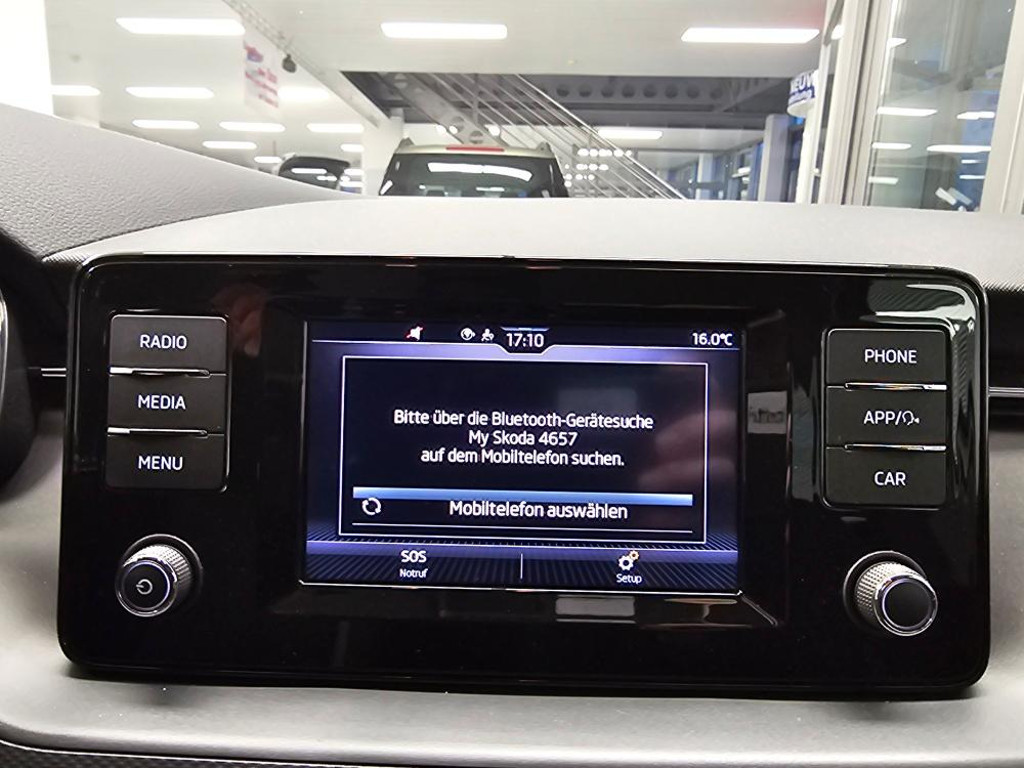 NEUW
RADIO
MEDIA
MENU
17:10
16.0°C
Bitte über die Bluetooth-Gerätesuche
My Skoda 4657
auf dem Mobiltelefon suchen.
Mobiltelefon auswählen
SOS
Notruf
Setup
PHONE
APP/
CAR